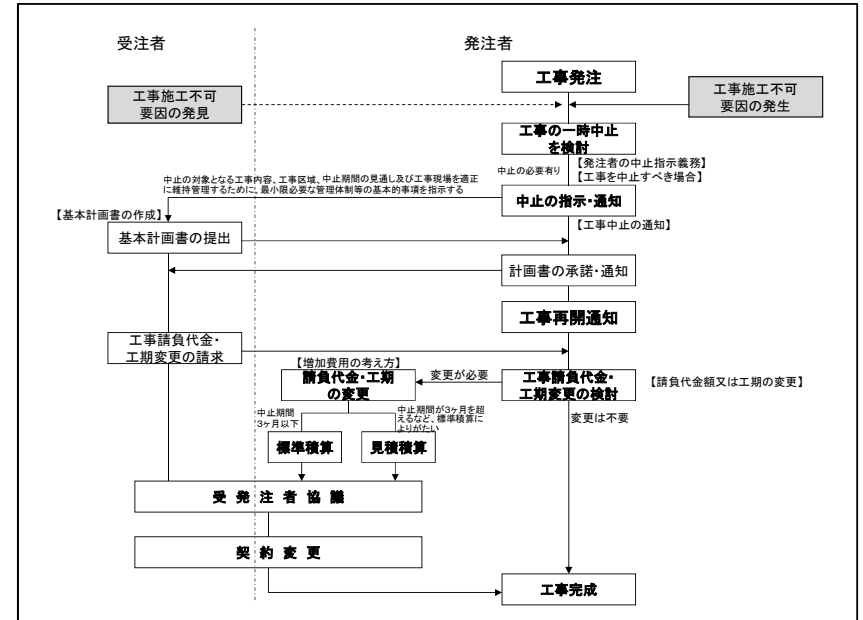 受注者
発注者
工事発注
工事施工不可
要因の発見
工事施工不可
要因の発生
工事の一時中止
を検討
【発注者の中止指示義務】
【工事を中止すべき場合】
中止の必要有り
中止の対象となる工事内容、工事区域、中止期間の見通し及び工事現場を適正
に維持管理するために、最小限必要な管理体制等の基本的事項を指示する
中止の指示・通知
【基本計画書の作成】
【工事中止の通知】
基本計画書の提出
計画書の承諾・通知
工事再開通知
工事請負代金・
工期変更の請求
【増加費用の考え方】
請負代金・工期
の変更
変更が必要
工事請負代金・
工期変更の検討
【請負代金額又は工期の変更】
中止期間
3ヶ月以下
中止期間が3ヶ月を超
えるなど、標準積算に
よりがたい
変更は不要
標準積算
見積積算
受発注者協議
契約変更
工事完成